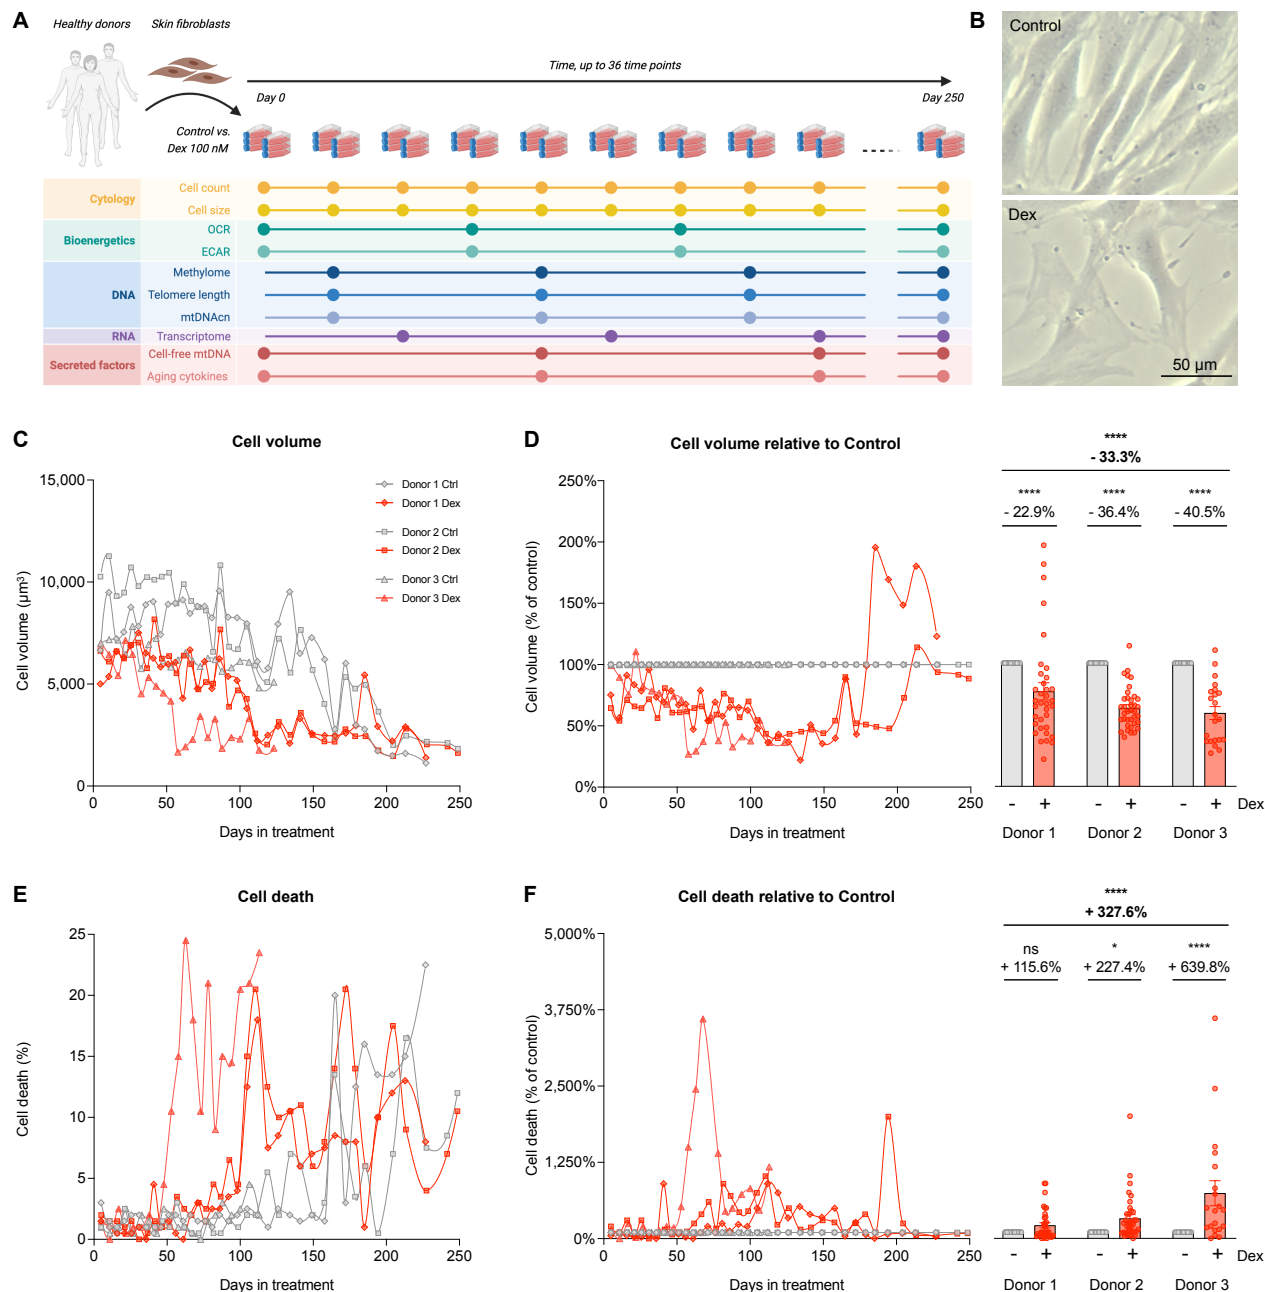 A
Healthy donors
Skin fibroblasts
Time, up to 36 time points
Day 0
Day 250
Control vs.
Dex 100 nM
Cytology
Cell count
Cell size
Bioenergetics
OCR
ECAR
DNA
Methylome
Telomere length
mtDNAcn
RNA
Transcriptome
Secreted factors
Cell-free mtDNA
Aging cytokines
B
Control
Dex
50 µm
C
Cell volume
15,000
10,000
5,000
0
Cell volume (µm³)
0 50 100 150 200 250
Days in treatment
Donor 1 Ctrl
Donor 1 Dex
Donor 2 Ctrl
Donor 2 Dex
Donor 3 Ctrl
Donor 3 Dex
D
Cell volume relative to Control
250%
200%
150%
100%
50%
0%
Cell volume (% of control)
0 50 100 150 200 250
Days in treatment
****
- 33.3%
**** **** ****
- 22.9% - 36.4% - 40.5%
- + - + - + Dex
Donor 1 Donor 2 Donor 3
E
Cell death
25
20
15
10
5
0
Cell death (%)
0 50 100 150 200 250
Days in treatment
F
Cell death relative to Control
5,000%
3,750%
2,500%
1,250%
0%
Cell death (% of control)
0 50 100 150 200 250
Days in treatment
****
+ 327.6%
ns * ****
+ 115.6% + 227.4% + 639.8%
- + - + - + Dex
Donor 1 Donor 2 Donor 3